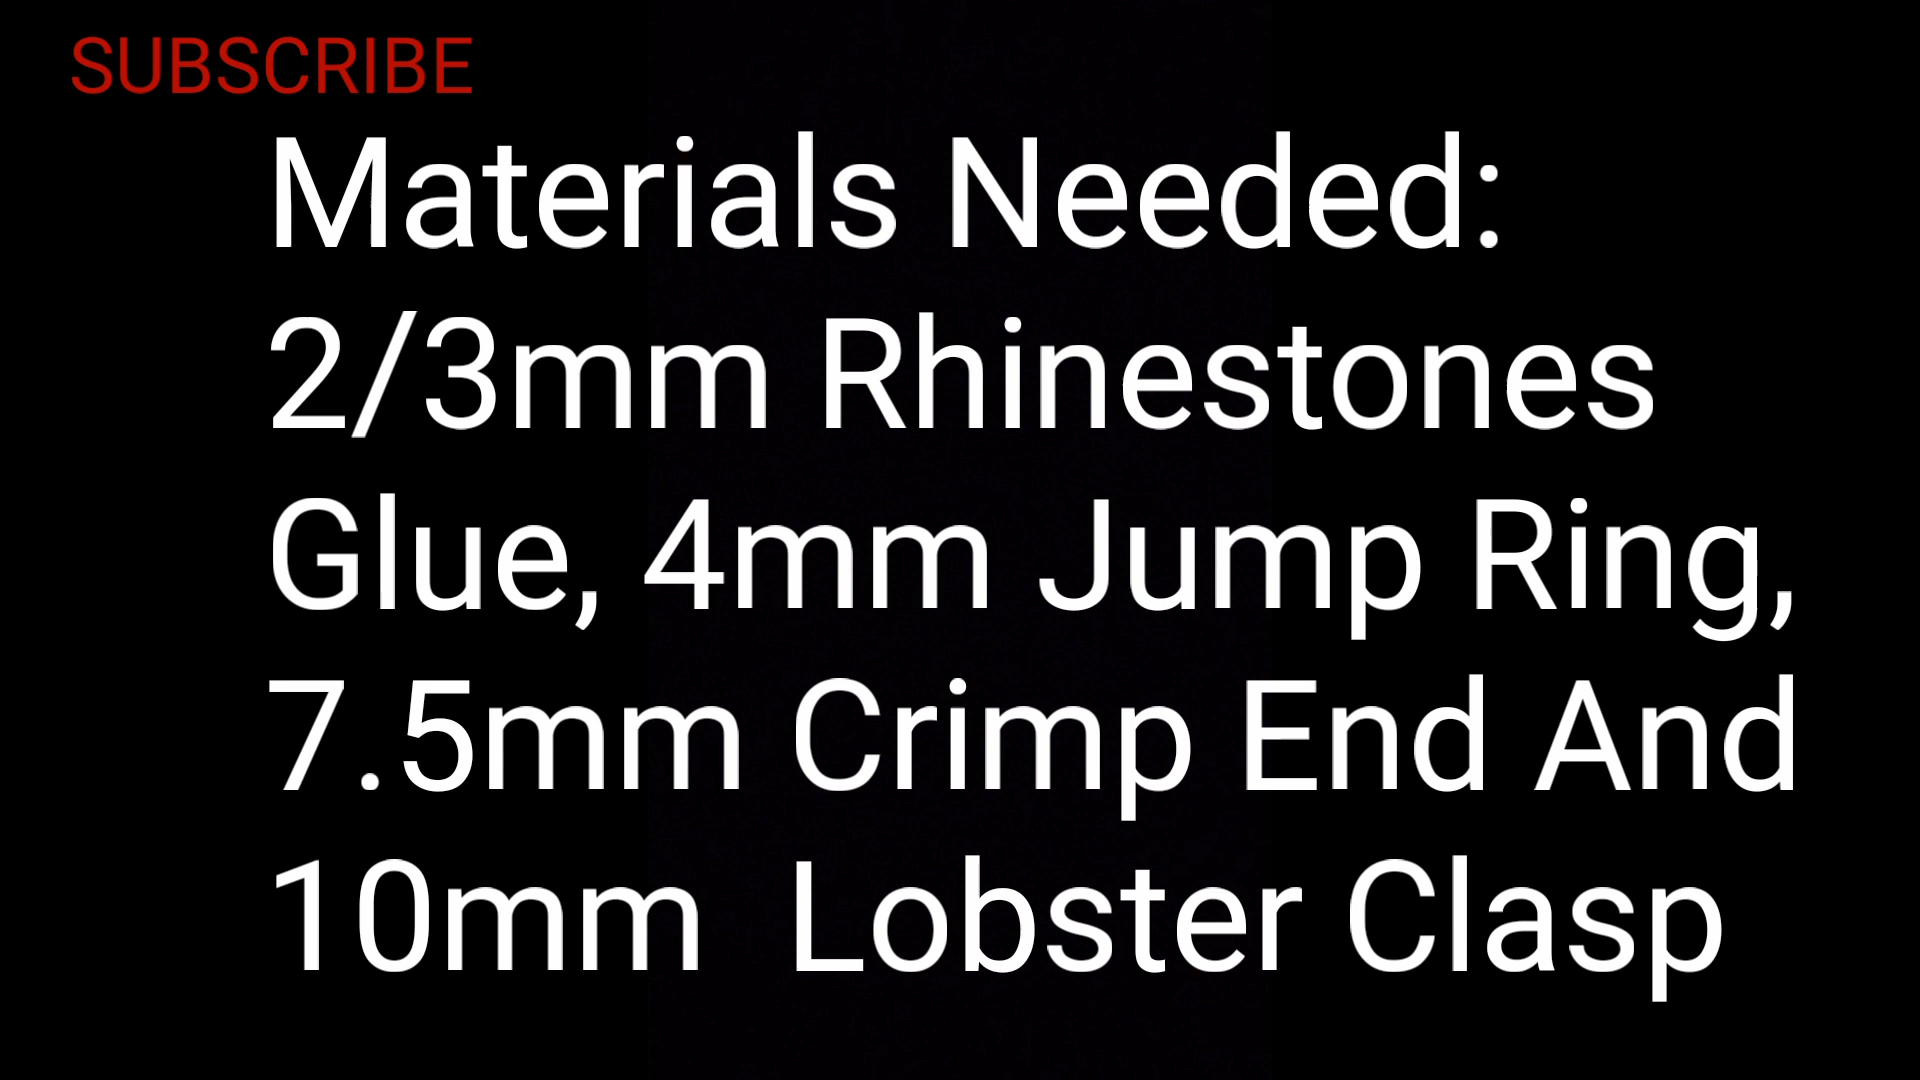 SUBSCRIBE
Materials Needed:
2/3mm Rhinestones
Glue, 4mm Jump Ring,
7.5mm Crimp End And
10mm  Lobster Clasp